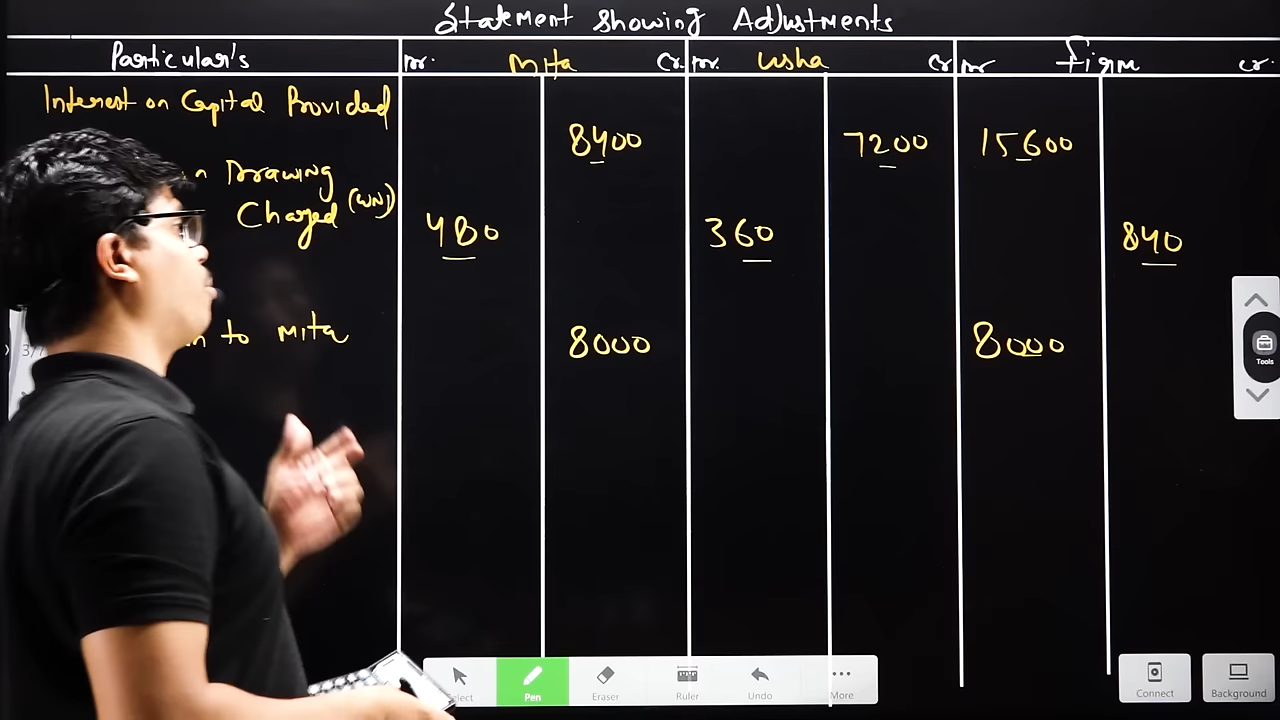 Statement showing Adjustments
Particular's Dr. Mita Cr. Dr. Usha Cr Dr firm Cr.
Interest on Capital Provided
8400 7200 15600
n Drawing
Charged (WN)
480 360 840
n to Mita 8000 8000
3/7
Tools
Select Pen Eraser Ruler Undo More
Connect Background